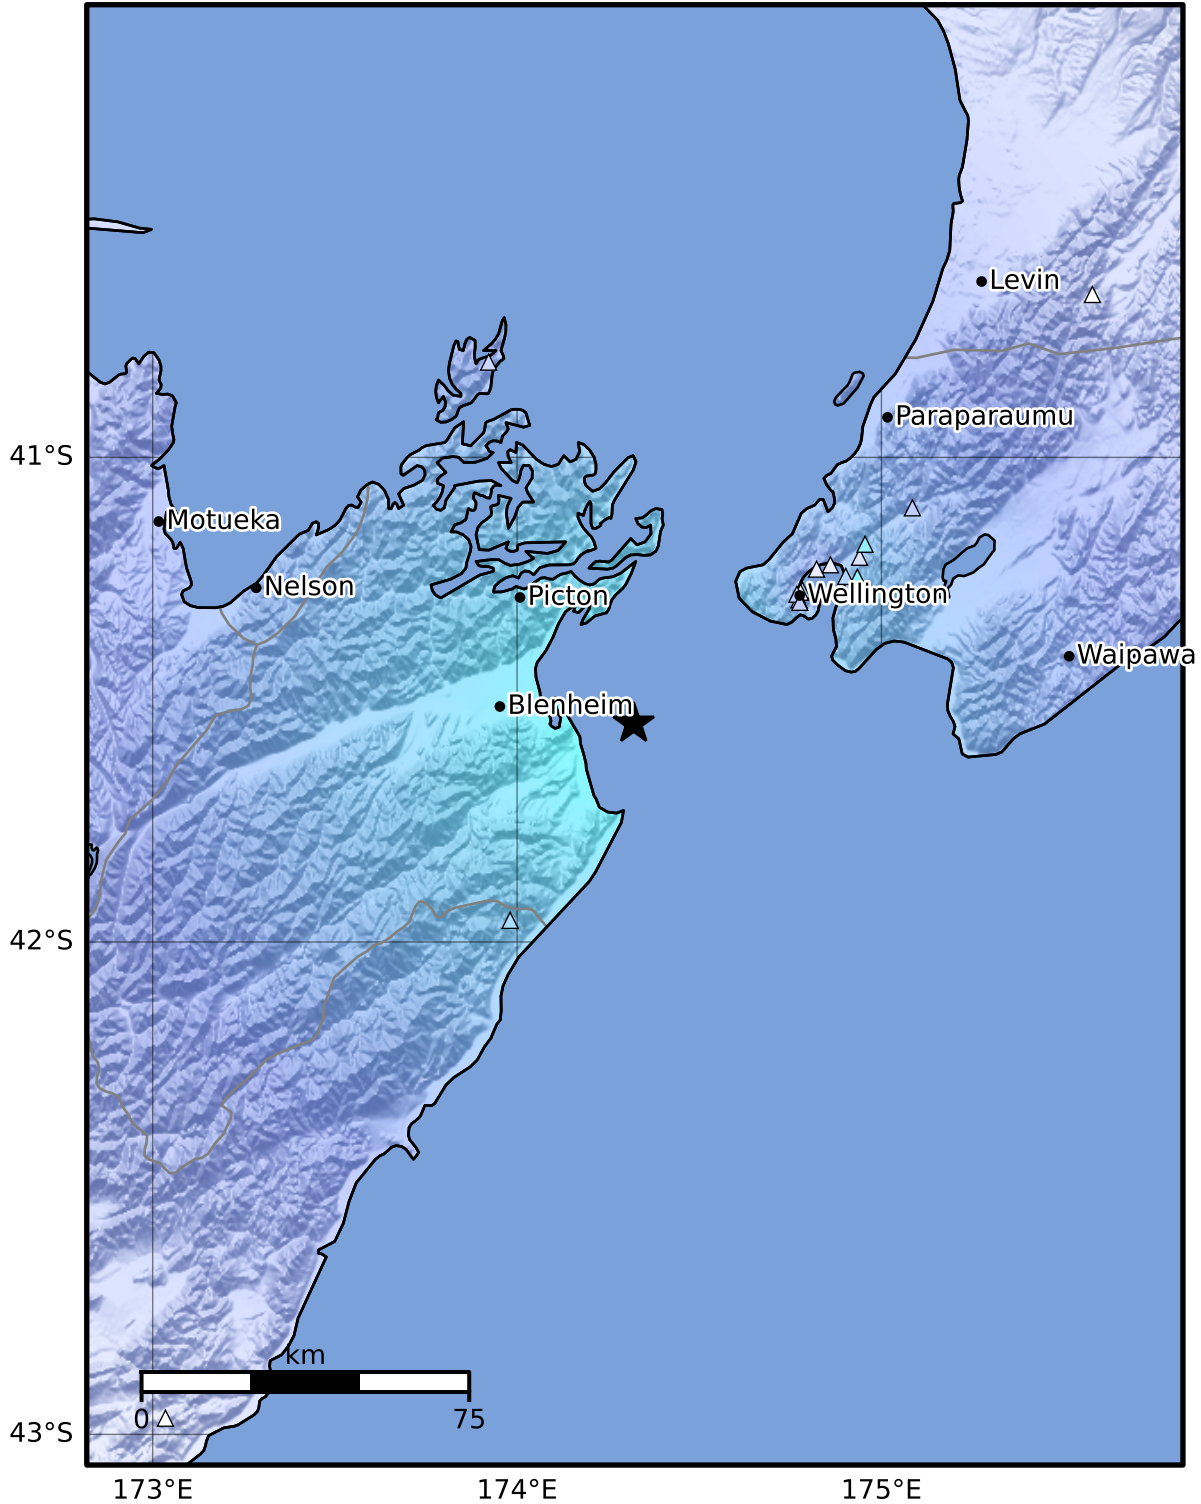 Levin
Paraparaumu
41°S
Motueka
Nelson
Picton
Wellington
Waipawa
Blenheim
42°S
km
0
75
43°S
173°E
174°E
175°E